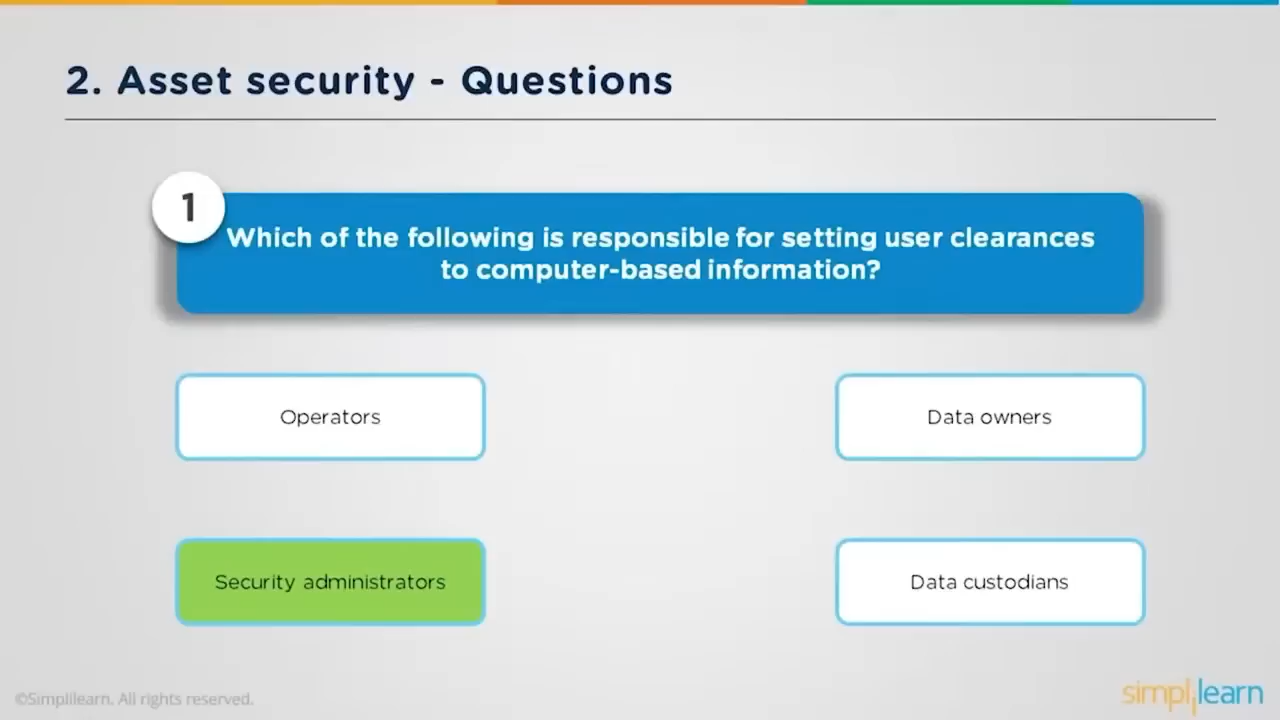 2. Asset security - Questions
1
Which of the following is responsible for setting user clearances
to computer-based information?
Operators
Data owners
Security administrators
Data custodians
©Simplilearn. All rights reserved.
simplilearn